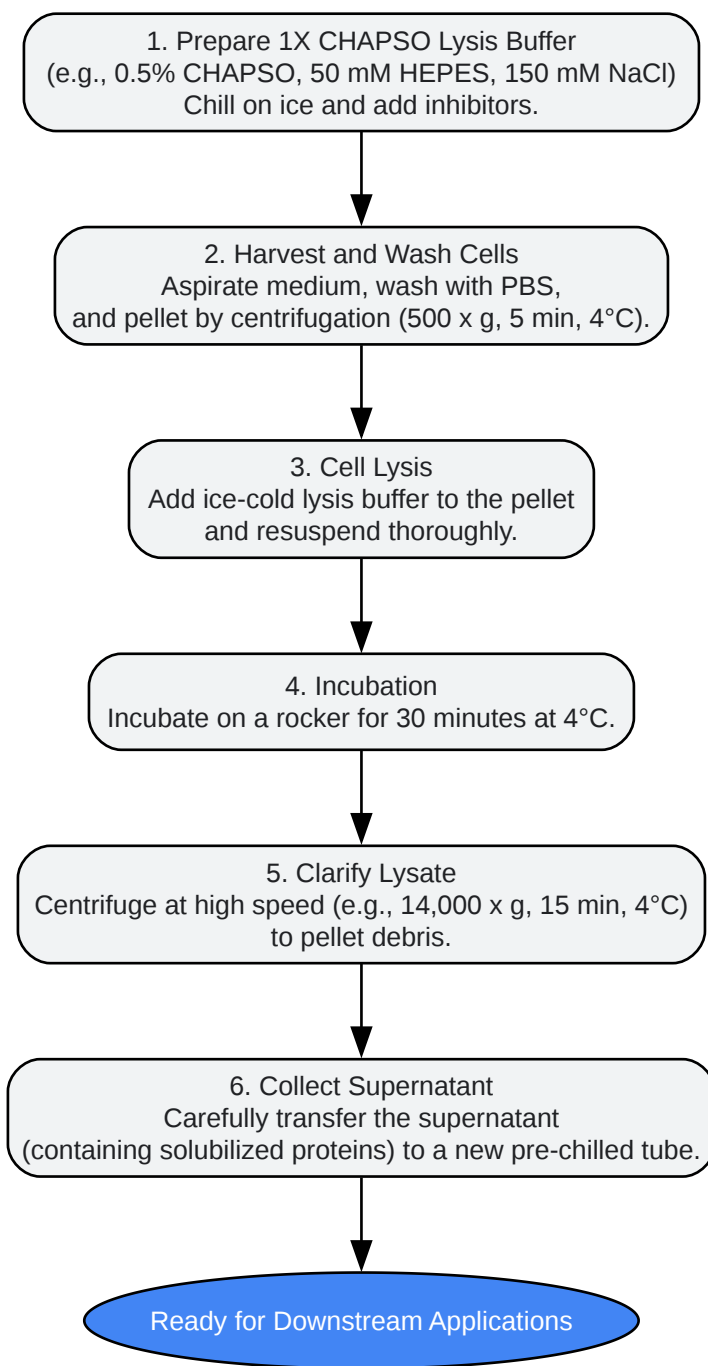 1. Prepare 1X CHAPSO Lysis Buffer
(e.g., 0.5% CHAPSO, 50 mM HEPES, 150 mM NaCl)
Chill on ice and add inhibitors.
2. Harvest and Wash Cells
Aspirate medium, wash with PBS,
and pellet by centrifugation (500 x g, 5 min, 4°C).
3. Cell Lysis
Add ice-cold lysis buffer to the pellet
and resuspend thoroughly.
4. Incubation
Incubate on a rocker for 30 minutes at 4°C.
5. Clarify Lysate
Centrifuge at high speed (e.g., 14,000 x g, 15 min, 4°C)
to pellet debris.
6. Collect Supernatant
Carefully transfer the supernatant
(containing solubilized proteins) to a new pre-chilled tube.
Ready for Downstream Applications